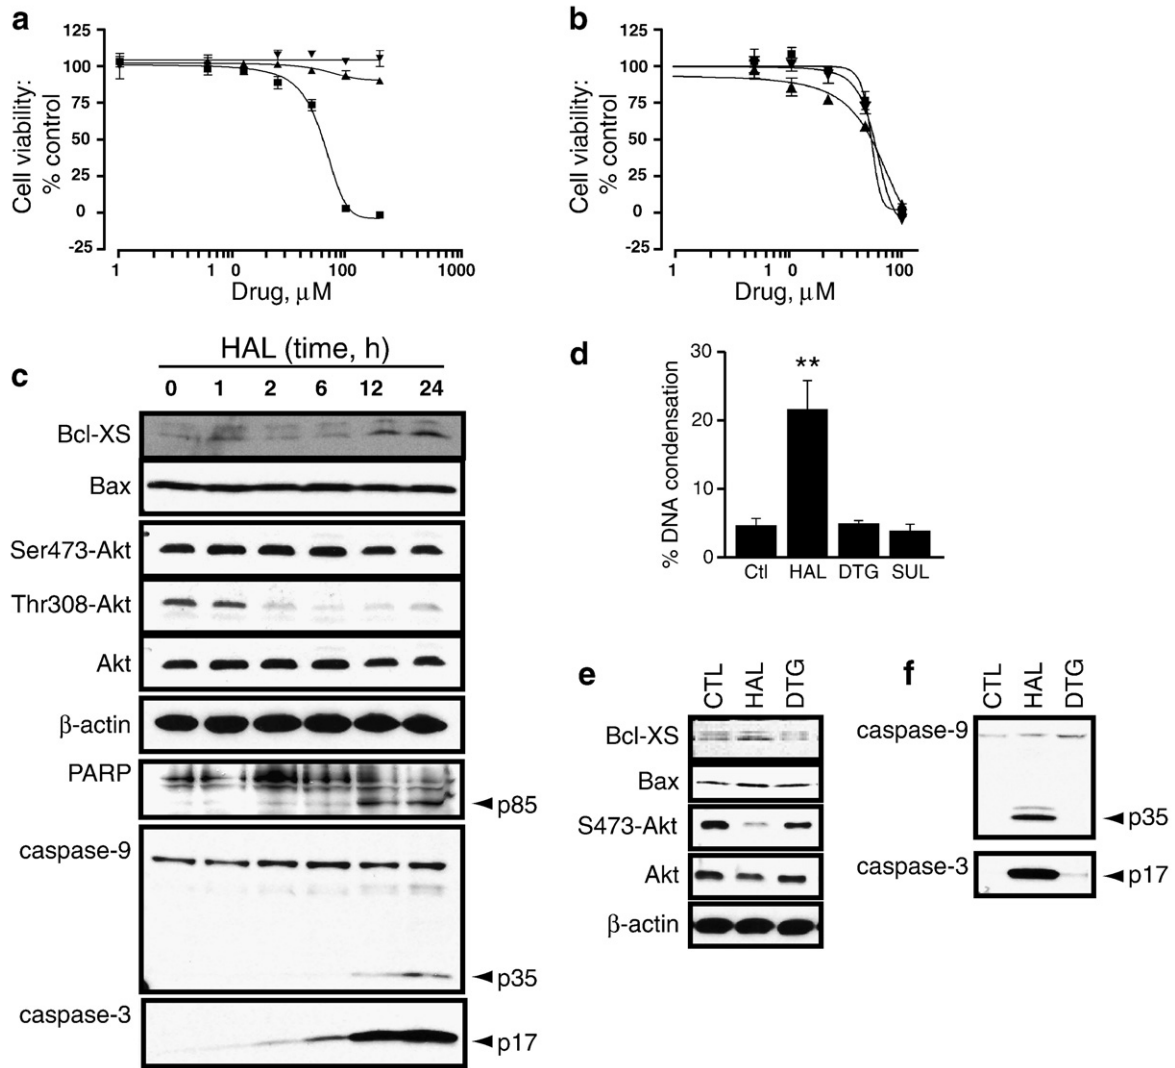 a
125
100
75
50
25
0
-25
Cell viability:
% control
1
1 0
100
1000
Drug, μM
b
125
100
75
50
25
0
-25
Cell viability:
% control
1
1 0
100
Drug, μM
c
HAL (time, h)
0 1 2 6 12 24
Bcl-XS
Bax
Ser473-Akt
Thr308-Akt
Akt
β-actin
PARP
p85
caspase-9
p35
caspase-3
p17
d
30
20
10
0
% DNA condensation
**
Ctl HAL DTG SUL
e
CTL HAL DTG
Bcl-XS
Bax
S473-Akt
Akt
β-actin
f
CTL HAL DTG
caspase-9
p35
caspase-3
p17